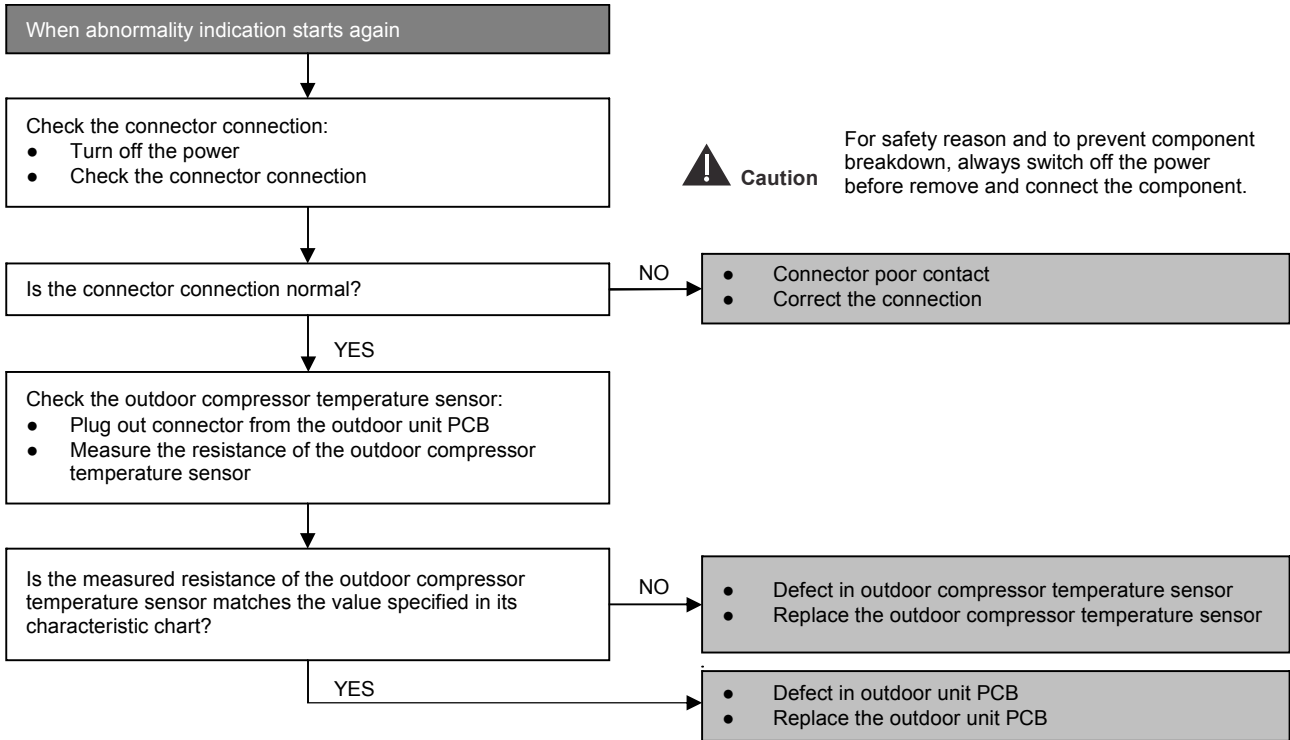 When abnormality indication starts again
Check the connector connection:
● Turn off the power
● Check the connector connection
Caution
For safety reason and to prevent component
breakdown, always switch off the power
before remove and connect the component.
Is the connector connection normal?
NO
● Connector poor contact
● Correct the connection
YES
Check the outdoor compressor temperature sensor:
● Plug out connector from the outdoor unit PCB
● Measure the resistance of the outdoor compressor
temperature sensor
Is the measured resistance of the outdoor compressor
temperature sensor matches the value specified in its
characteristic chart?
NO
● Defect in outdoor compressor temperature sensor
● Replace the outdoor compressor temperature sensor
YES
● Defect in outdoor unit PCB
● Replace the outdoor unit PCB